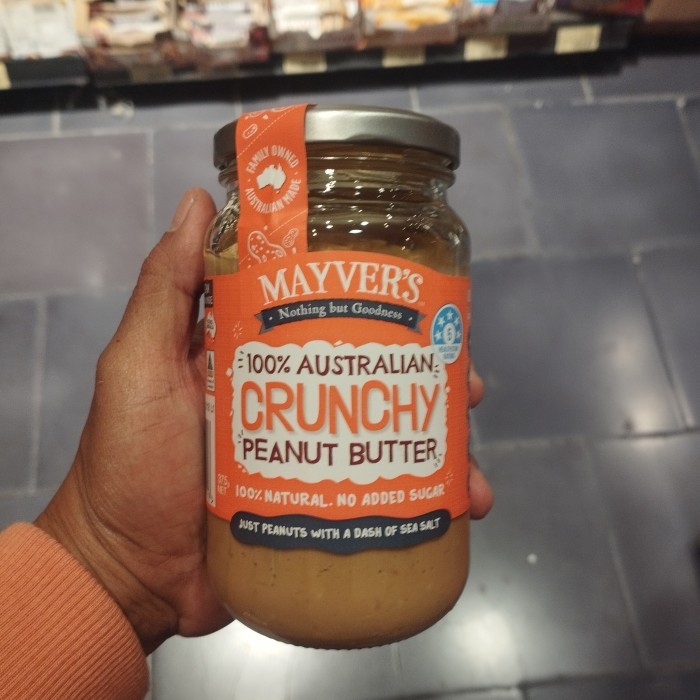 FAMILY OWNED
AUSTRALIAN MADE
MAYVER'S
Nothing but Goodness
5
100% AUSTRALIAN
CRUNCHY
PEANUT BUTTER
100% NATURAL. NO ADDED SUGAR
JUST PEANUTS WITH A DASH OF SEA SALT